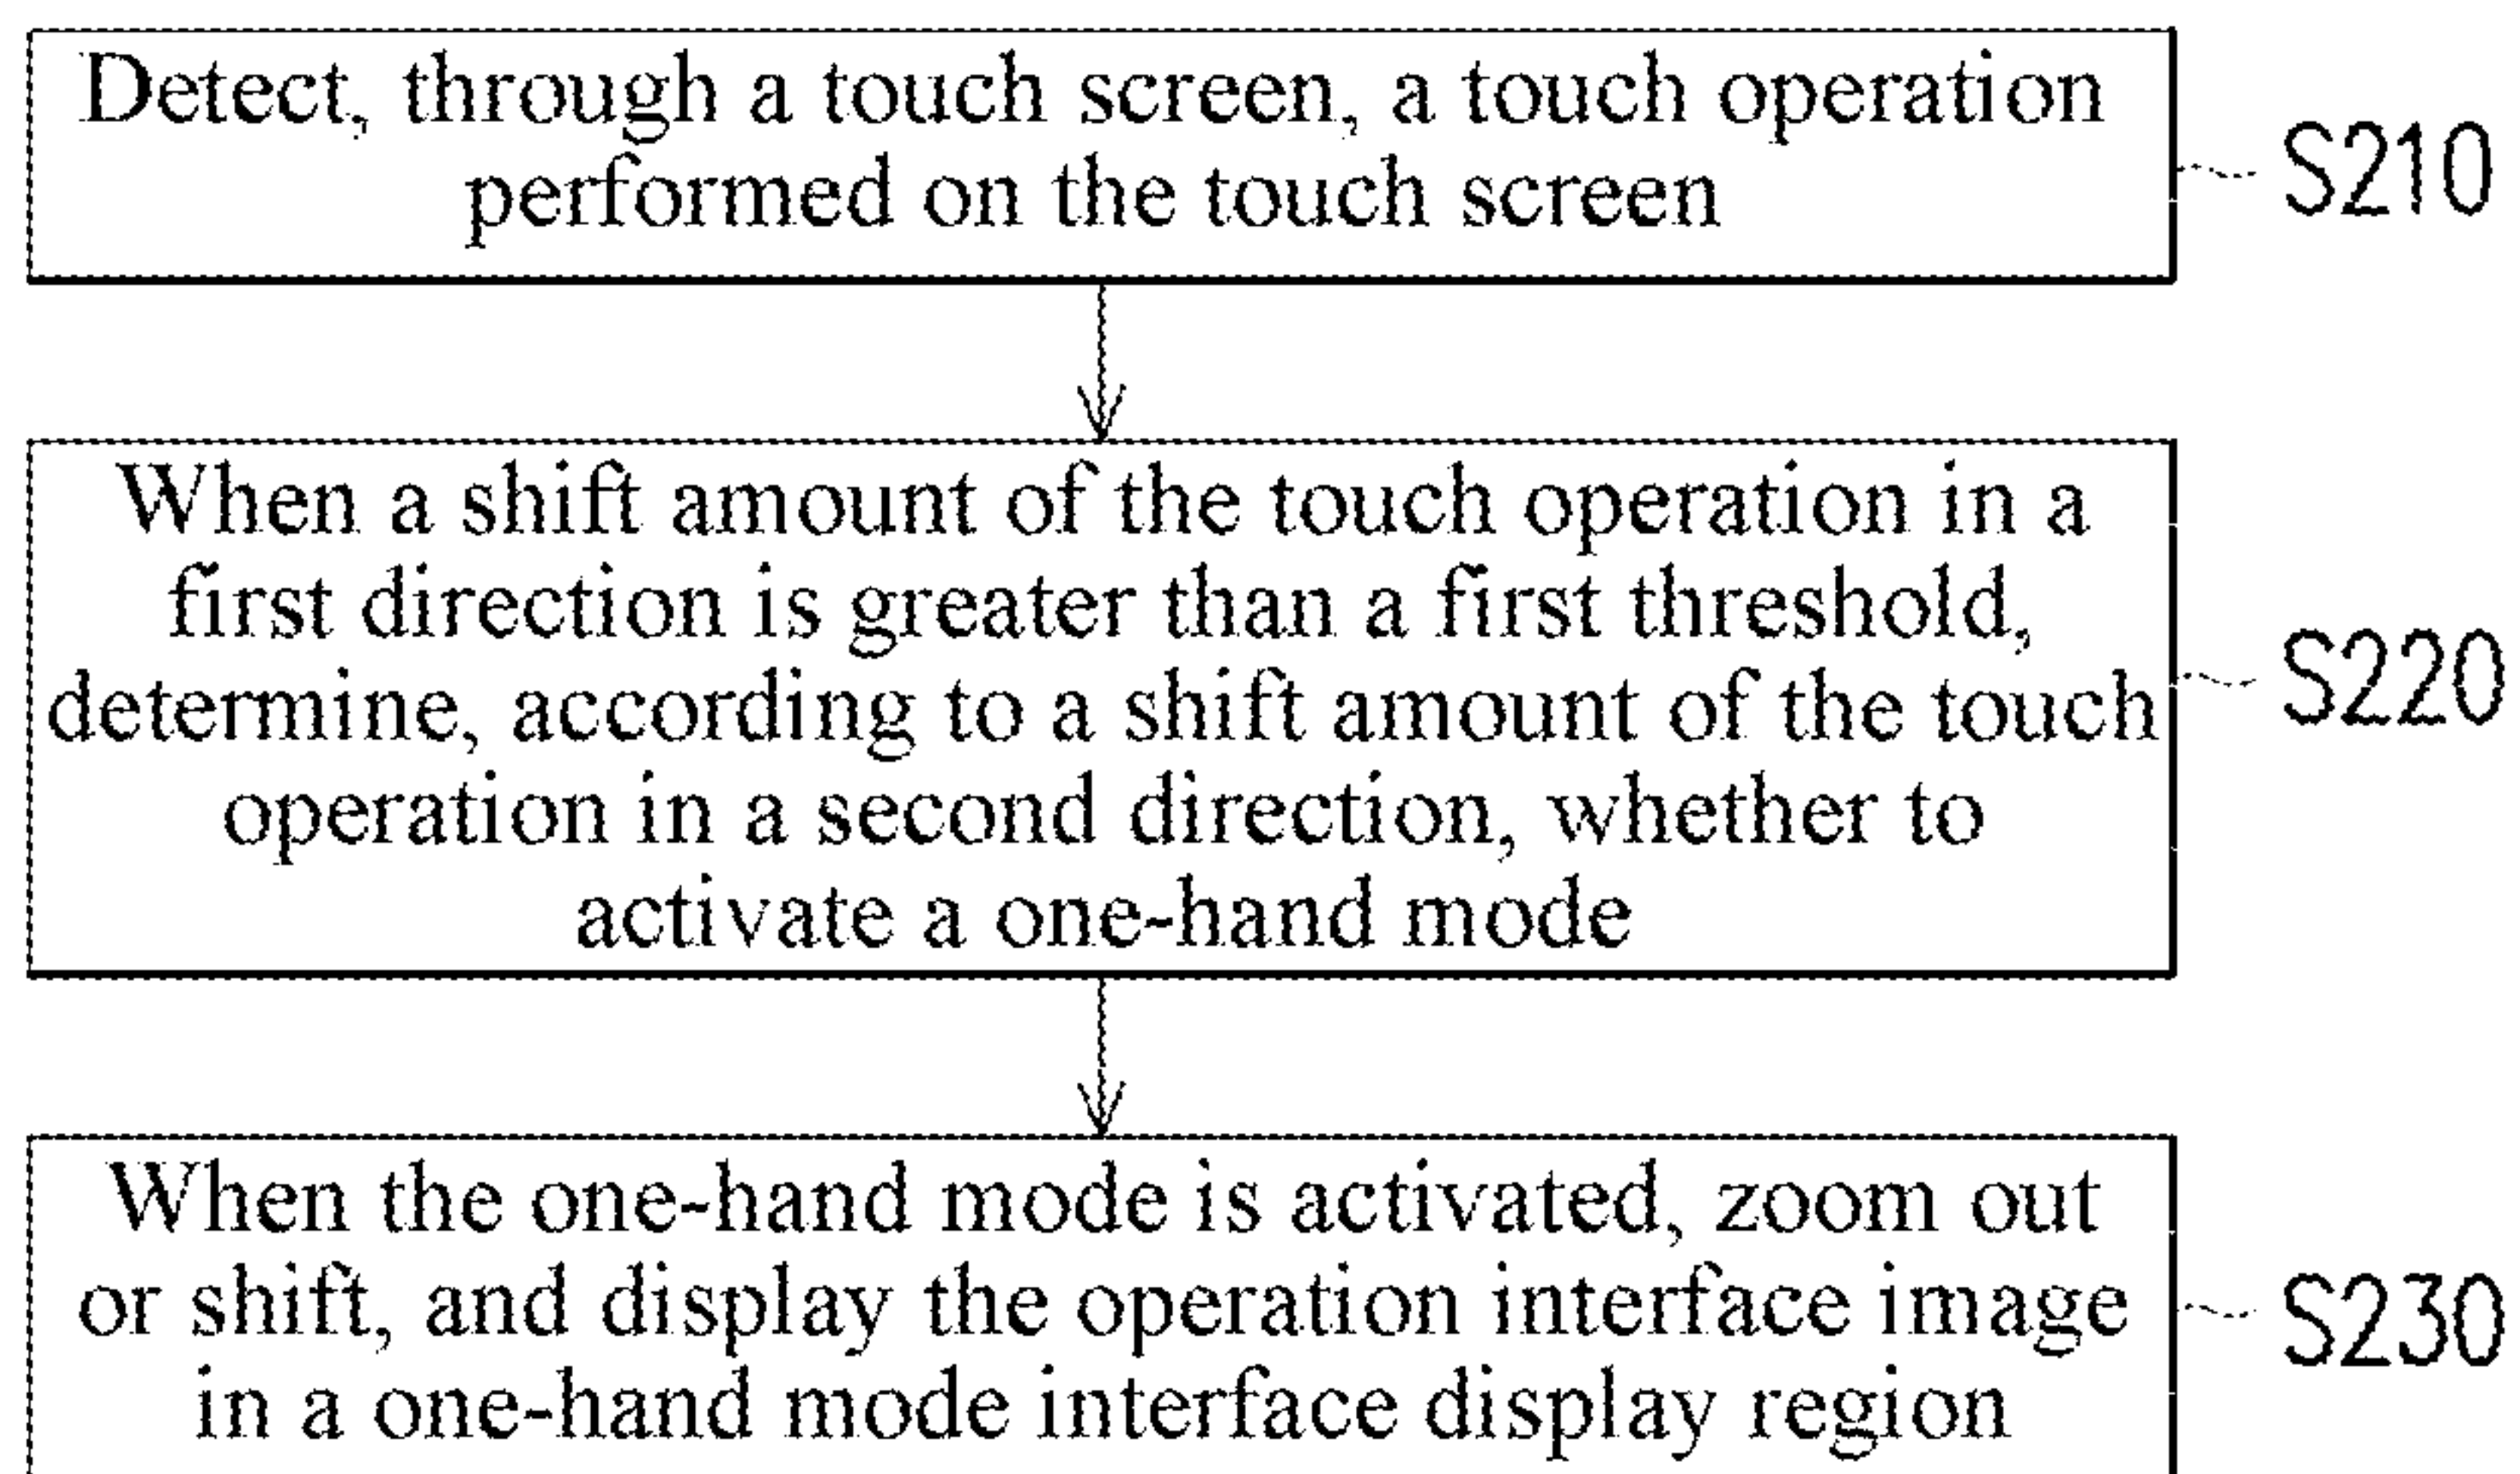 Detect, through a touch screen, a touch operation
performed on the touch screen
S210
When a shift amount of the touch operation in a
first direction is greater than a first threshold,
determine, according to a shift amount of the touch
operation in a second direction, whether to
activate a one-hand mode
S220
When the one-hand mode is activated, zoom out
or shift, and display the operation interface image
in a one-hand mode interface display region
S230